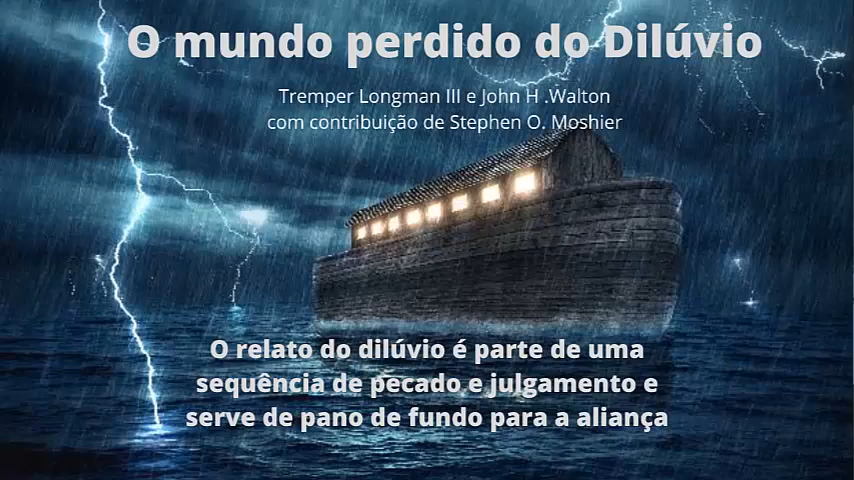 O mundo perdido do Dilúvio
Tremper Longman III e John H .Walton
com contribuição de Stephen O. Moshier
O relato do dilúvio é parte de uma
sequência de pecado e julgamento e
serve de pano de fundo para a aliança